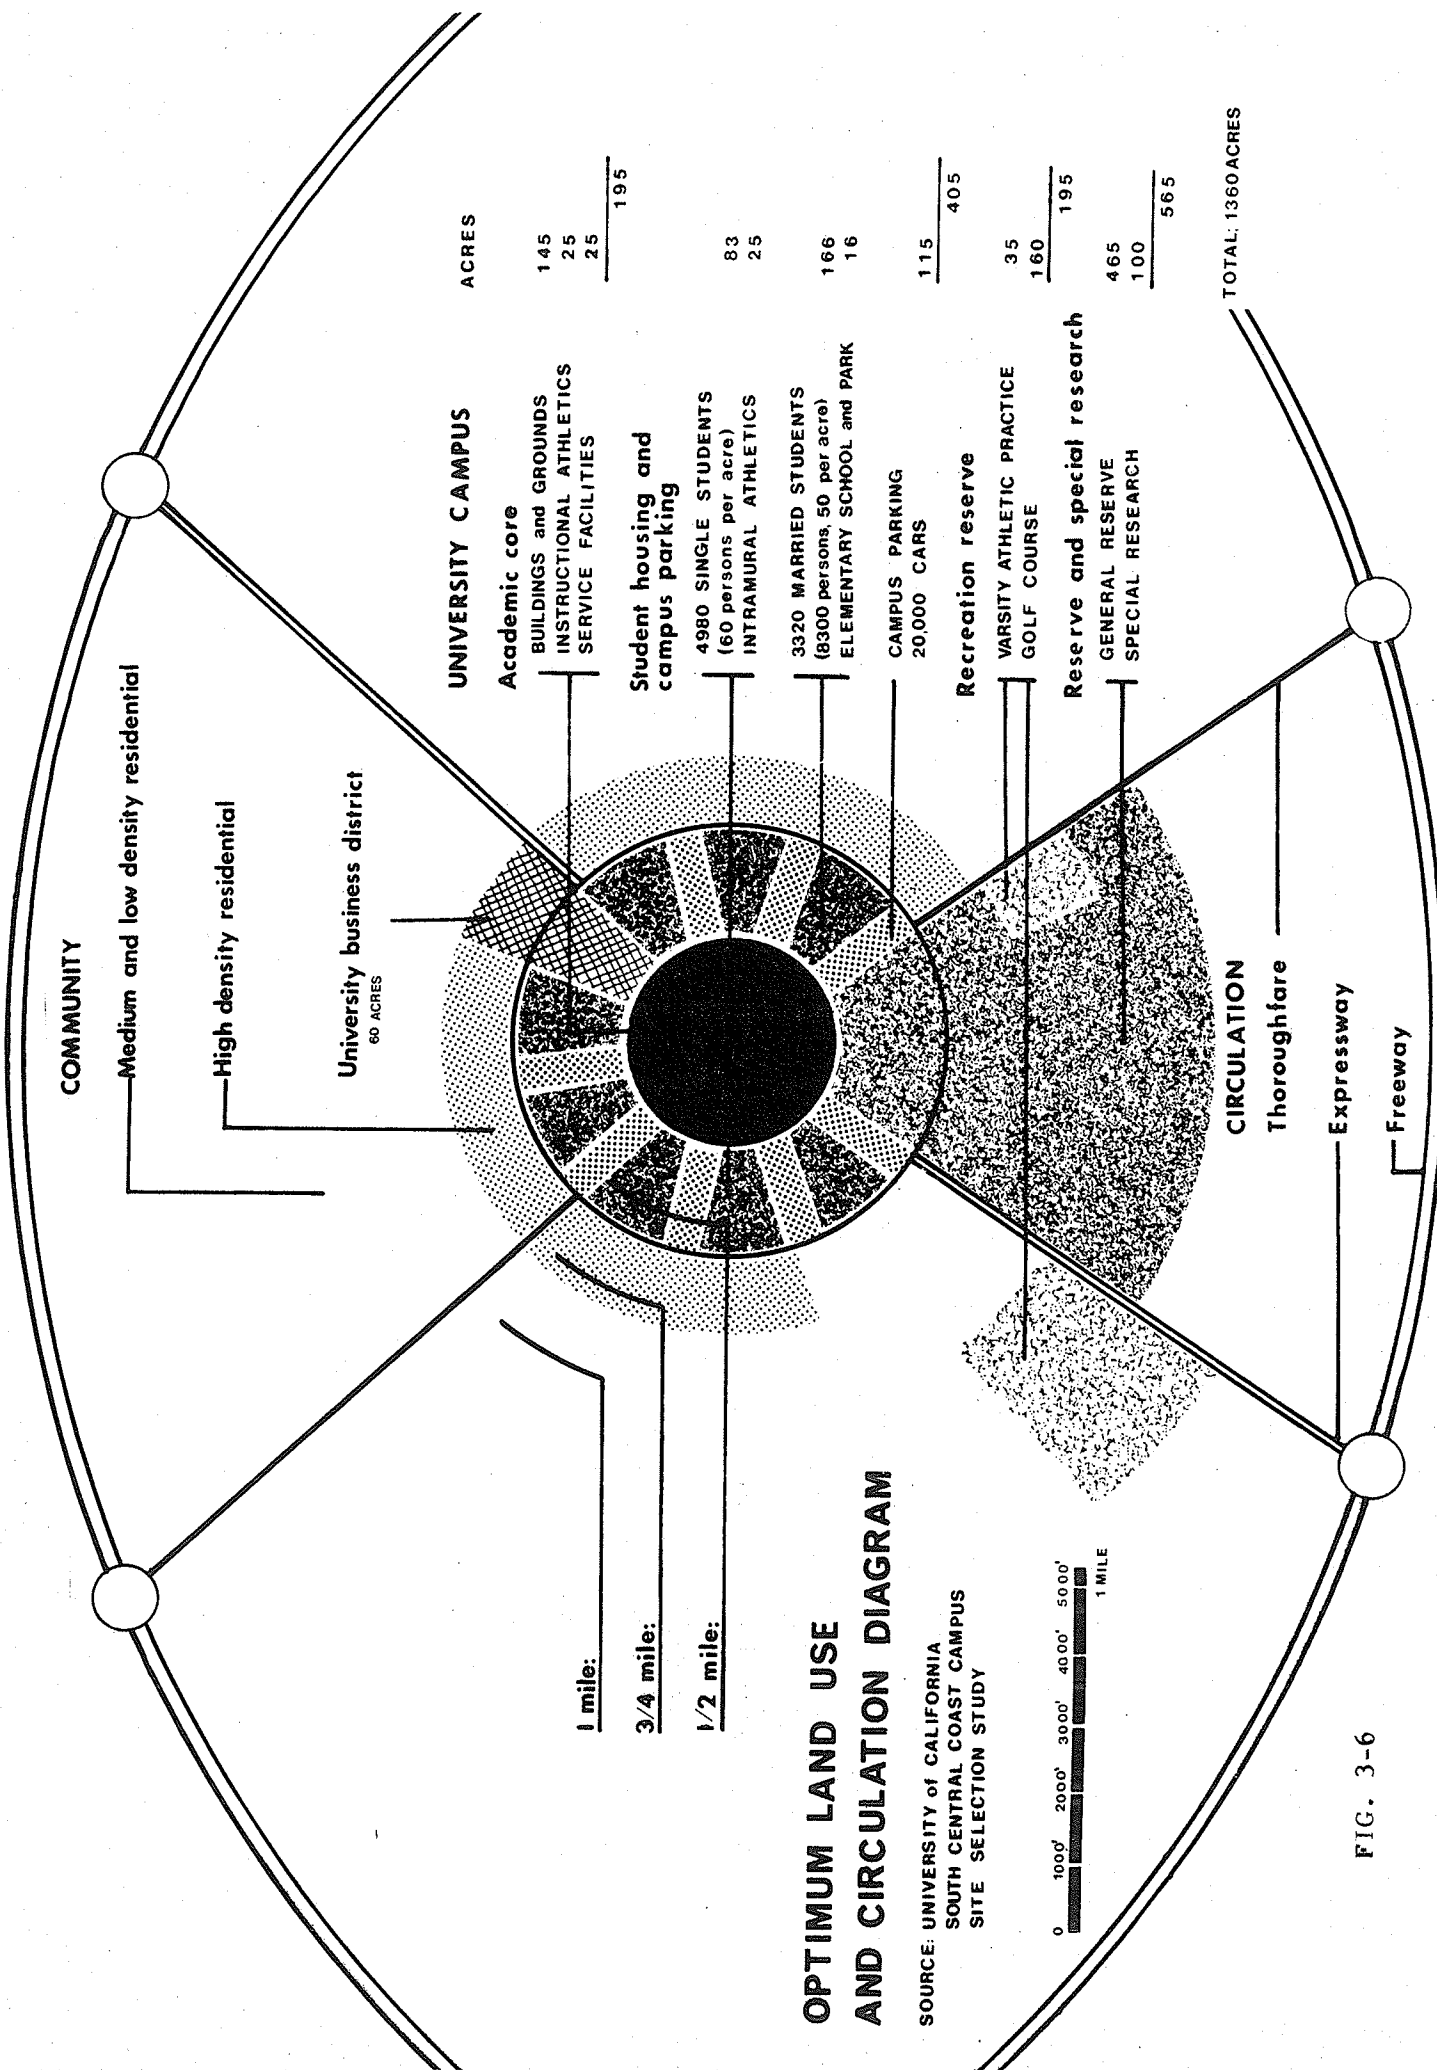 COMMUNITY
Medium and low density residential
High density residential
University business district
60 ACRES
1 mile:
3/4 mile:
1/2 mile:
OPTIMUM LAND USE
AND CIRCULATION DIAGRAM
SOURCE: UNIVERSITY of CALIFORNIA
SOUTH CENTRAL COAST CAMPUS
SITE SELECTION STUDY
0 1000' 2000' 3000' 4000' 5000'
1 MILE
FIG. 3-6
UNIVERSITY CAMPUS ACRES
Academic core
BUILDINGS and GROUNDS 145
INSTRUCTIONAL ATHLETICS 25
SERVICE FACILITIES 25
195
Student housing and
campus parking
4980 SINGLE STUDENTS 83
(60 persons per acre)
INTRAMURAL ATHLETICS 25
3320 MARRIED STUDENTS 166
(8300 persons, 50 per acre)
ELEMENTARY SCHOOL and PARK 16
CAMPUS PARKING 115
20,000 CARS
405
Recreation reserve
VARSITY ATHLETIC PRACTICE 35
GOLF COURSE 160
195
Reserve and special research
GENERAL RESERVE 465
SPECIAL RESEARCH 100
565
TOTAL: 1360 ACRES
CIRCULATION
Thoroughfare
Expressway
Freeway